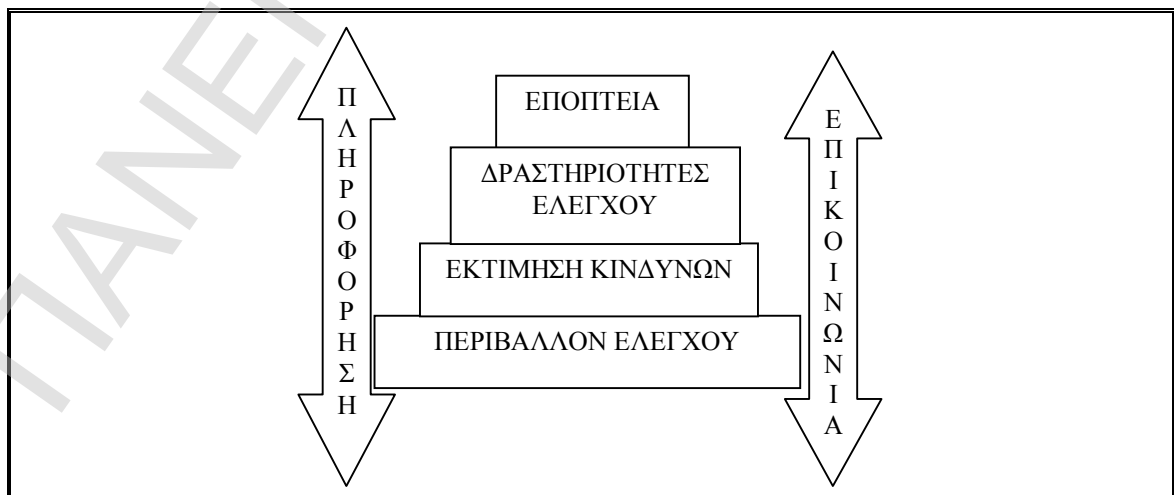 ΠΛΗΡΟΦΟΡΗΣΗ
ΕΠΟΠΤΕΙΑ
ΔΡΑΣΤΗΡΙΟΤΗΤΕΣ
ΕΛΕΓΧΟΥ
ΕΚΤΙΜΗΣΗ ΚΙΝΔΥΝΩΝ
ΠΕΡΙΒΑΛΛΟΝ ΕΛΕΓΧΟΥ
ΕΠΙΚΟΙΝΩΝΙΑ